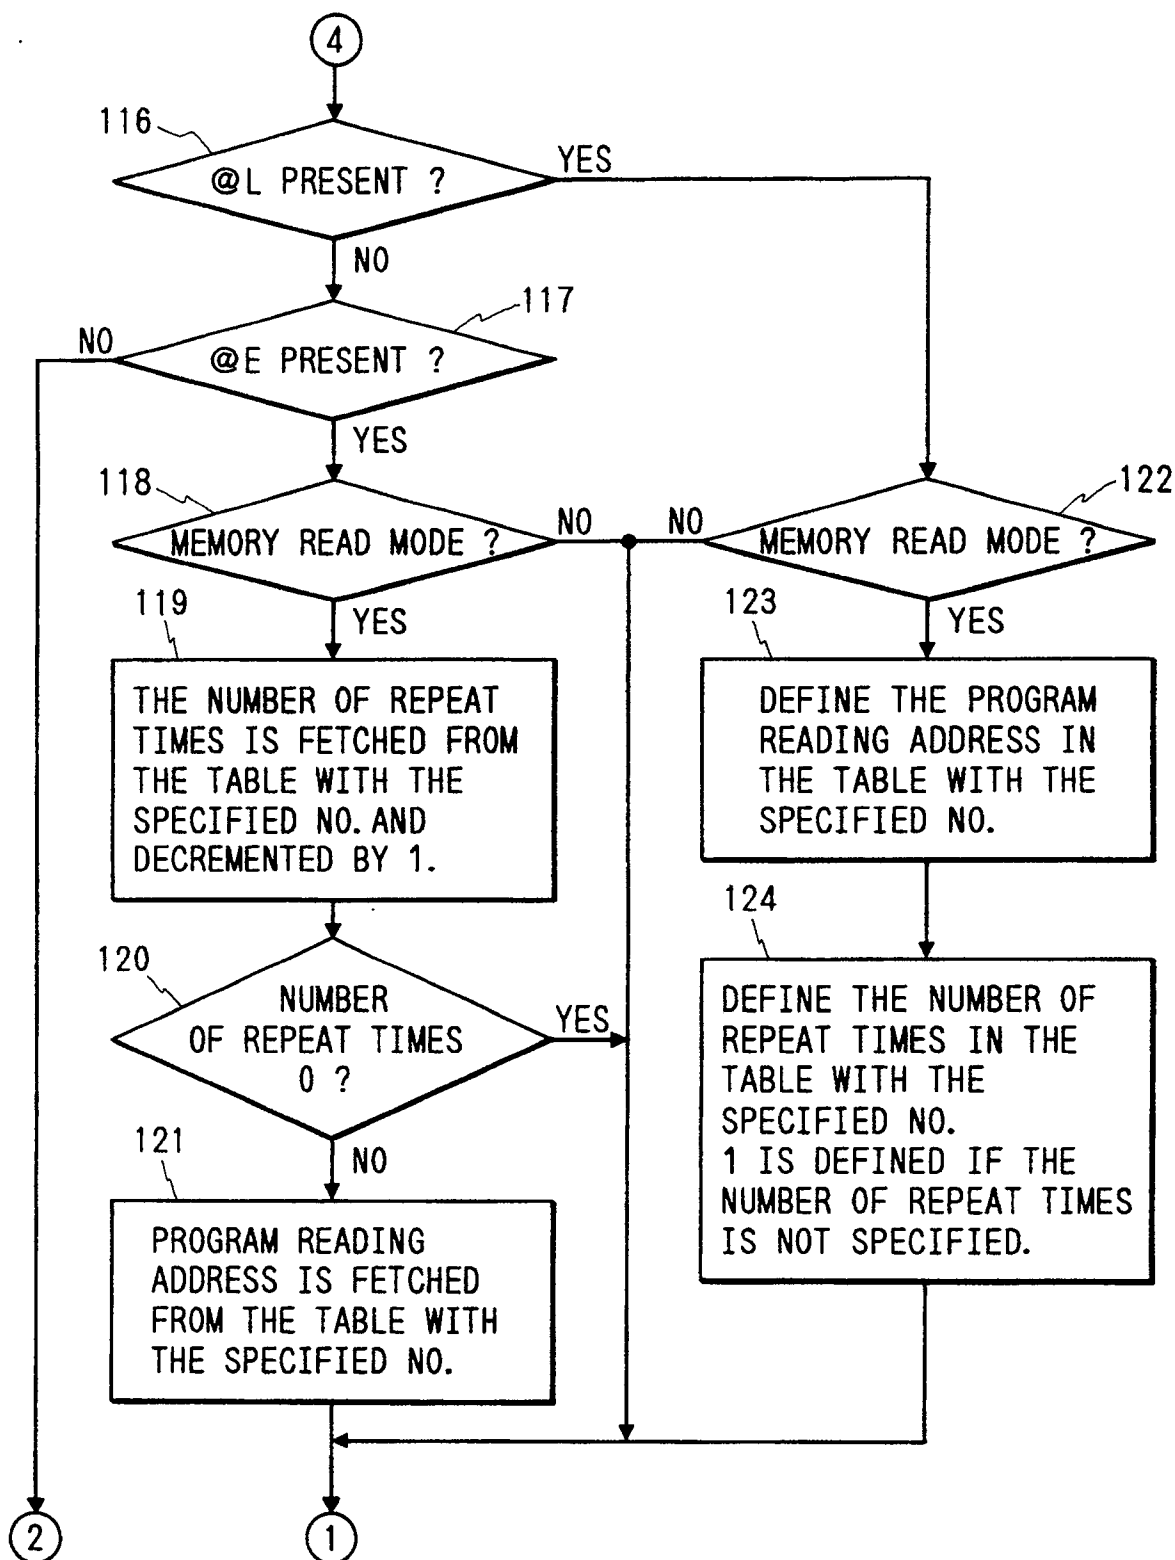 4
116
@L PRESENT ?
YES
NO
117
NO
@E PRESENT ?
YES
118
MEMORY READ MODE ?
NO
NO
122
MEMORY READ MODE ?
119
YES
123
YES
THE NUMBER OF REPEAT
TIMES IS FETCHED FROM
THE TABLE WITH THE
SPECIFIED NO. AND
DECREMENTED BY 1.
DEFINE THE PROGRAM
READING ADDRESS IN
THE TABLE WITH THE
SPECIFIED NO.
124
120
NUMBER
OF REPEAT TIMES
0 ?
YES
DEFINE THE NUMBER OF
REPEAT TIMES IN THE
TABLE WITH THE
SPECIFIED NO.
1 IS DEFINED IF THE
NUMBER OF REPEAT TIMES
IS NOT SPECIFIED.
121
NO
PROGRAM READING
ADDRESS IS FETCHED
FROM THE TABLE WITH
THE SPECIFIED NO.
2
1